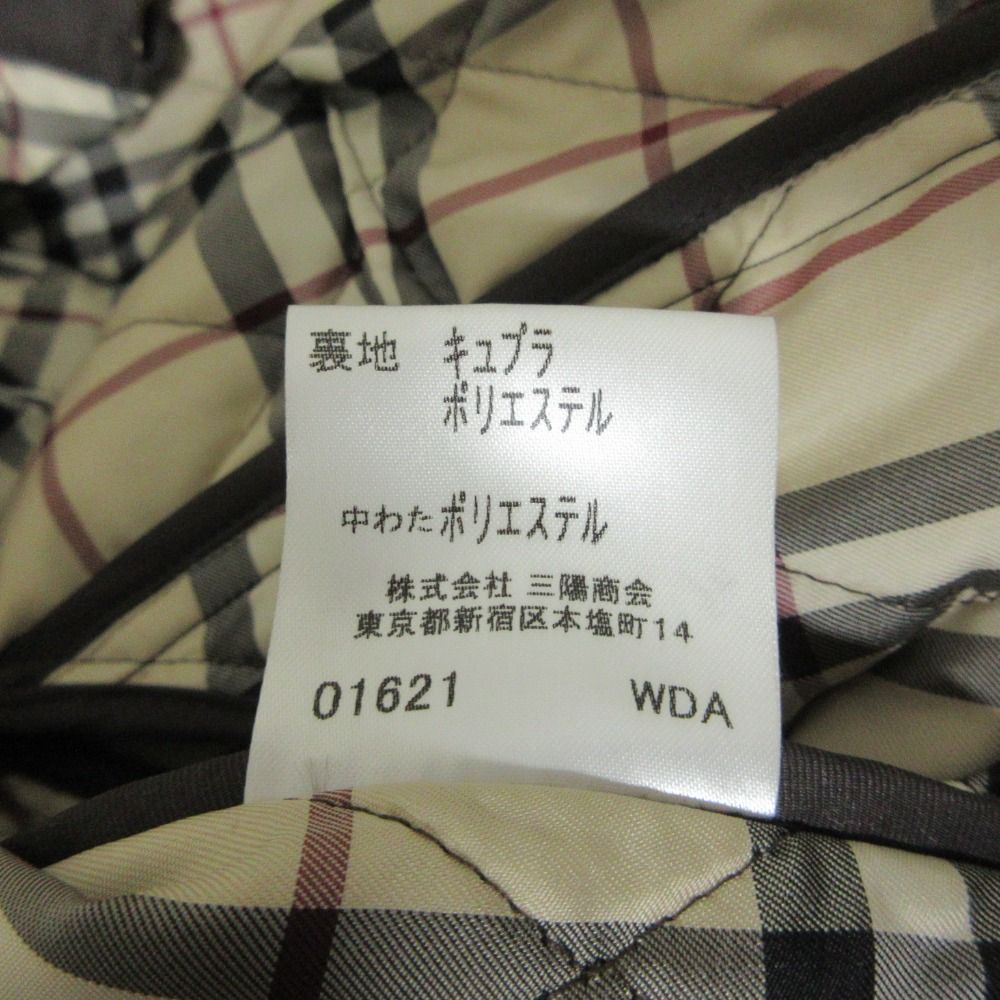 裏地 キュプラ
ポリエステル
中わたポリエステル
株式会社 三陽商会
東京都新宿区本塩町14
01621 WDA